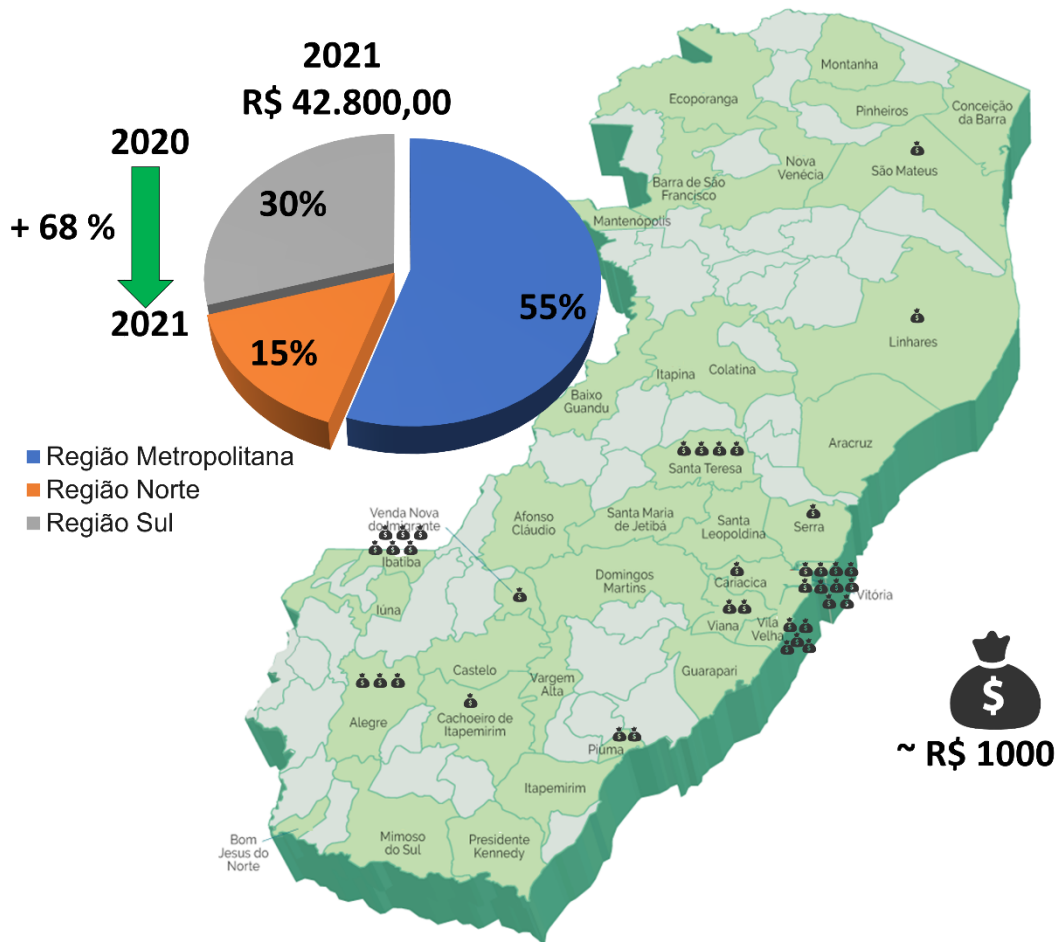 2021
R$ 42.800,00
2020
+ 68 %
2021
30%
55%
15%
Região Metropolitana
Região Norte
Região Sul
Montanha
Ecoporanga
Pinheiros
Conceição
da Barra
$
São Mateus
Nova
Venécia
Barra de São
Francisco
Mantenópolis
$
Linhares
Itapina
Colatina
Baixo
Guandu
Aracruz
$ $ $ $
Santa Teresa
Venda Nova
do Imigrante
$ $ $
$ $ $
Ibatiba
Afonso
Cláudio
Santa Maria
de Jetibá
Santa
Leopoldina
$
Serra
Iúna
$
Domingos
Martins
$
Cariacica
$ $
Viana
$ $ $ $
$ $ $ $
$ $
Vitória
Vila
Velha
$ $
$
$ $
Guarapari
Castelo
Vargem
Alta
$ $ $
Alegre
$
Cachoeiro de
Itapemirim
$ $
Piúma
Itapemirim
Bom
Jesus do
Norte
Mimoso
do Sul
Presidente
Kennedy
$
~ R$ 1000